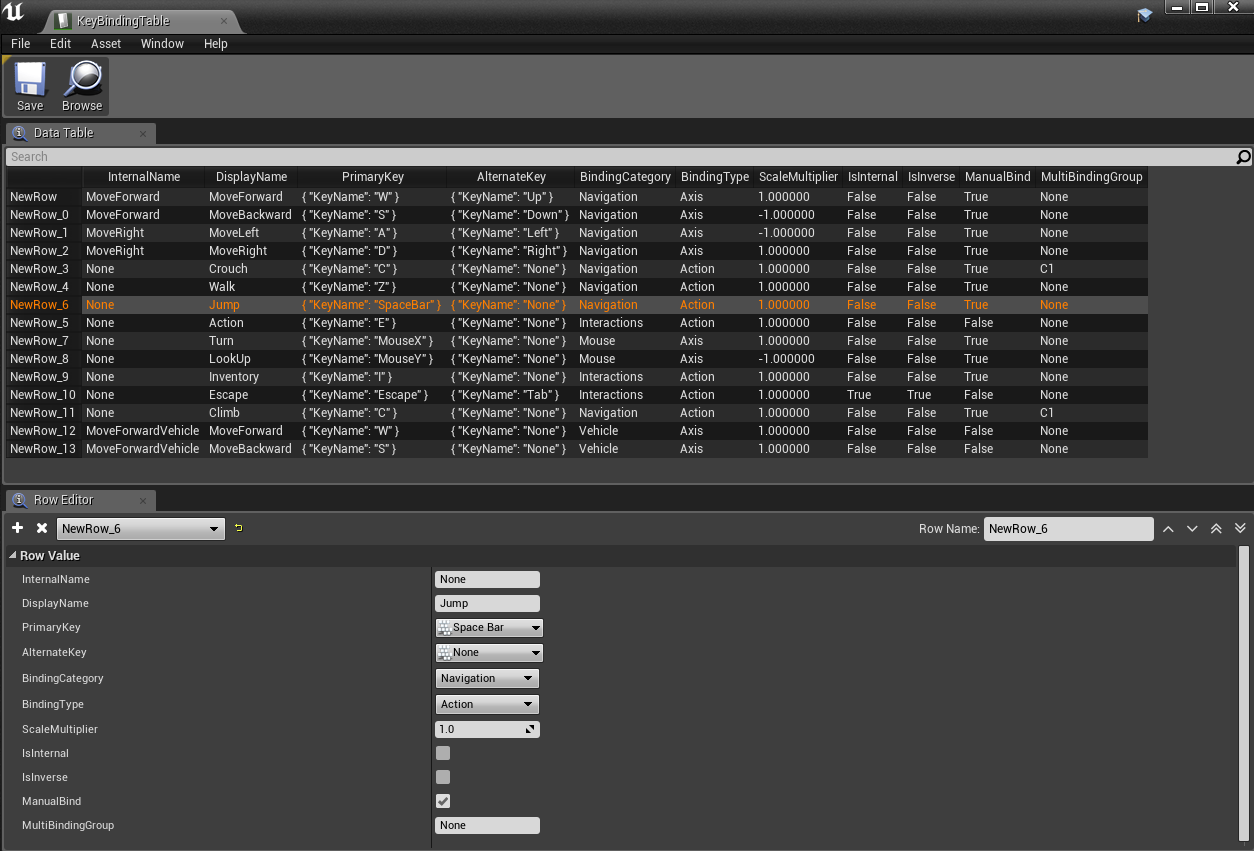 KeyBindingTable
File Edit Asset Window Help
Save Browse
Data Table
Search
InternalName DisplayName PrimaryKey AlternateKey BindingCategory BindingType ScaleMultiplier IsInternal IsInverse ManualBind MultiBindingGroup
NewRow MoveForward MoveForward { "KeyName": "W" } { "KeyName": "Up" } Navigation Axis 1.000000 False False True None
NewRow_0 MoveForward MoveBackward { "KeyName": "S" } { "KeyName": "Down" } Navigation Axis -1.000000 False False True None
NewRow_1 MoveRight MoveLeft { "KeyName": "A" } { "KeyName": "Left" } Navigation Axis -1.000000 False False True None
NewRow_2 MoveRight MoveRight { "KeyName": "D" } { "KeyName": "Right" } Navigation Axis 1.000000 False False True None
NewRow_3 None Crouch { "KeyName": "C" } { "KeyName": "None" } Navigation Action 1.000000 False False True C1
NewRow_4 None Walk { "KeyName": "Z" } { "KeyName": "None" } Navigation Action 1.000000 False False True None
NewRow_6 None Jump { "KeyName": "SpaceBar" } { "KeyName": "None" } Navigation Action 1.000000 False False True None
NewRow_5 None Action { "KeyName": "E" } { "KeyName": "None" } Interactions Action 1.000000 False False False None
NewRow_7 None Turn { "KeyName": "MouseX" } { "KeyName": "None" } Mouse Axis 1.000000 False False True None
NewRow_8 None LookUp { "KeyName": "MouseY" } { "KeyName": "None" } Mouse Axis -1.000000 False False True None
NewRow_9 None Inventory { "KeyName": "I" } { "KeyName": "None" } Interactions Action 1.000000 False False True None
NewRow_10 None Escape { "KeyName": "Escape" } { "KeyName": "Tab" } Interactions Action 1.000000 True True False None
NewRow_11 None Climb { "KeyName": "C" } { "KeyName": "None" } Navigation Action 1.000000 False False True C1
NewRow_12 MoveForwardVehicle MoveForward { "KeyName": "W" } { "KeyName": "None" } Vehicle Axis 1.000000 False False False None
NewRow_13 MoveForwardVehicle MoveBackward { "KeyName": "S" } { "KeyName": "None" } Vehicle Axis 1.000000 False False False None
Row Editor
NewRow_6 Row Name: NewRow_6
Row Value
InternalName None
DisplayName Jump
PrimaryKey Space Bar
AlternateKey None
BindingCategory Navigation
BindingType Action
ScaleMultiplier 1.0
IsInternal
IsInverse
ManualBind
MultiBindingGroup None